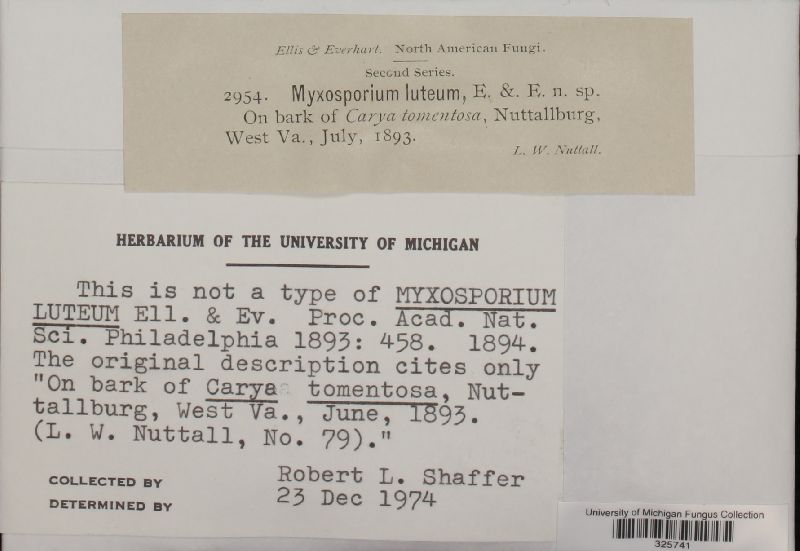 Ellis & Everhart. North American Fungi.
Second Series.
2954. Myxosporium luteum, E. &. E. n. sp.
On bark of Carya tomentosa, Nuttallburg,
West Va., July, 1893.
L. W. Nuttall.
HERBARIUM OF THE UNIVERSITY OF MICHIGAN
This is not a type of MYXOSPORIUM
LUTEUM Ell. & Ev. Proc. Acad. Nat.
Sci. Philadelphia 1893: 458. 1894.
The original description cites only
"On bark of Carya tomentosa, Nut-
tallburg, West Va., June, 1893.
(L. W. Nuttall, No. 79)."
COLLECTED BY Robert L. Shaffer
DETERMINED BY 23 Dec 1974
University of Michigan Fungus Collection
325741